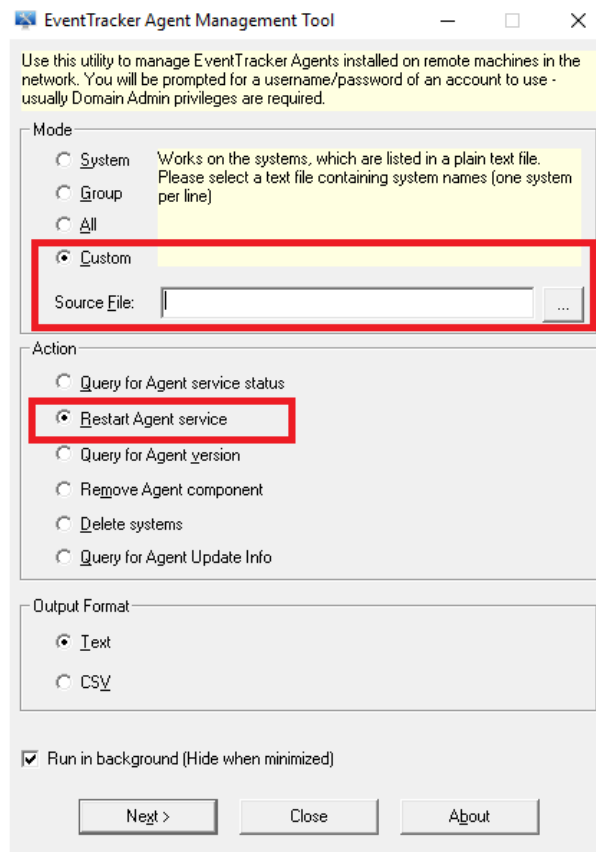 EventTracker Agent Management Tool
Use this utility to manage EventTracker Agents installed on remote machines in the
network. You will be prompted for a username/password of an account to use -
usually Domain Admin privileges are required.
Mode
System
Works on the systems, which are listed in a plain text file.
Please select a text file containing system names (one system
per line)
Group
All
Custom
Source File:
...
Action
Query for Agent service status
Restart Agent service
Query for Agent version
Remove Agent component
Delete systems
Query for Agent Update Info
Output Format
Text
CSV
Run in background (Hide when minimized)
Next >
Close
About